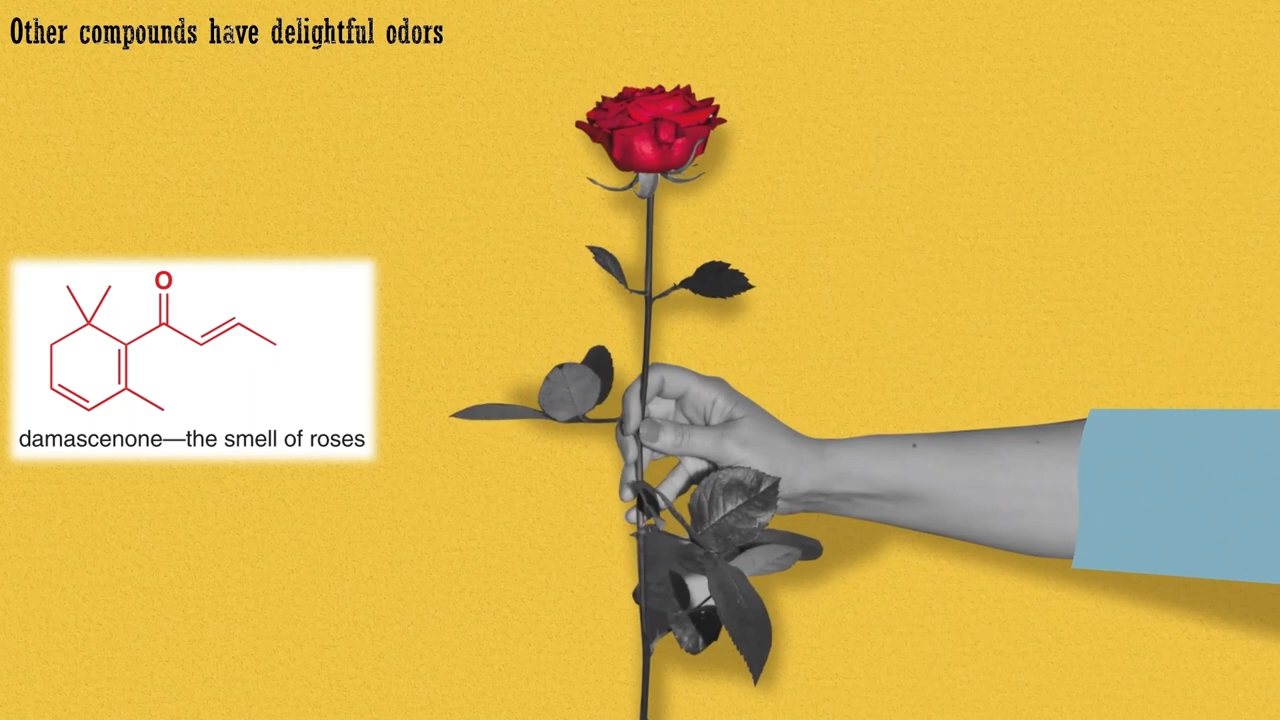 Other compounds have delightful odors
O
damascenone—the smell of roses